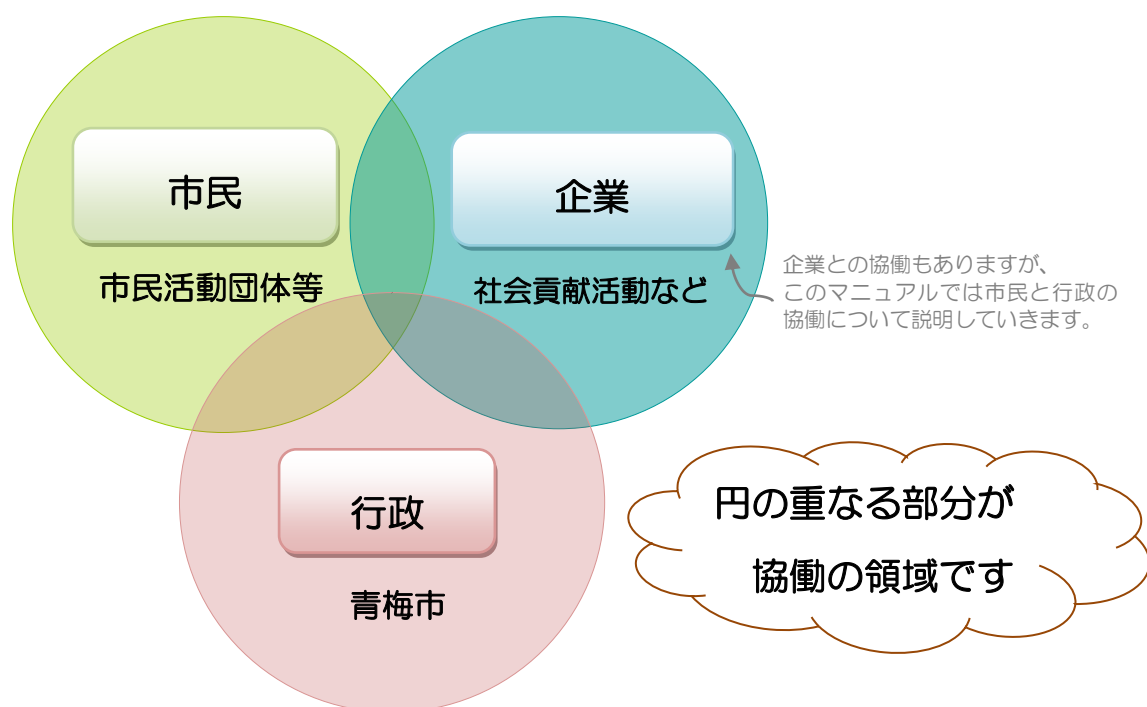 市民
市民活動団体等
企業
社会貢献活動など
企業との協働もありますが、
このマニュアルでは市民と行政の
協働について説明していきます。
行政
青梅市
円の重なる部分が
協働の領域です